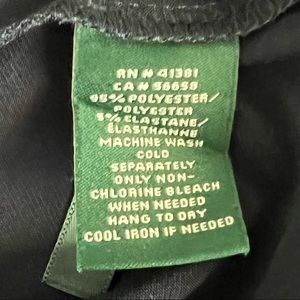 RN # 41381
CA # 56658
95% POLYESTER/
POLYESTER
5% ELASTANE/
ELASTHANNE
MACHINE WASH
COLD
SEPARATELY
ONLY NON-
CHLORINE BLEACH
WHEN NEEDED
HANG TO DRY
COOL IRON IF NEEDED